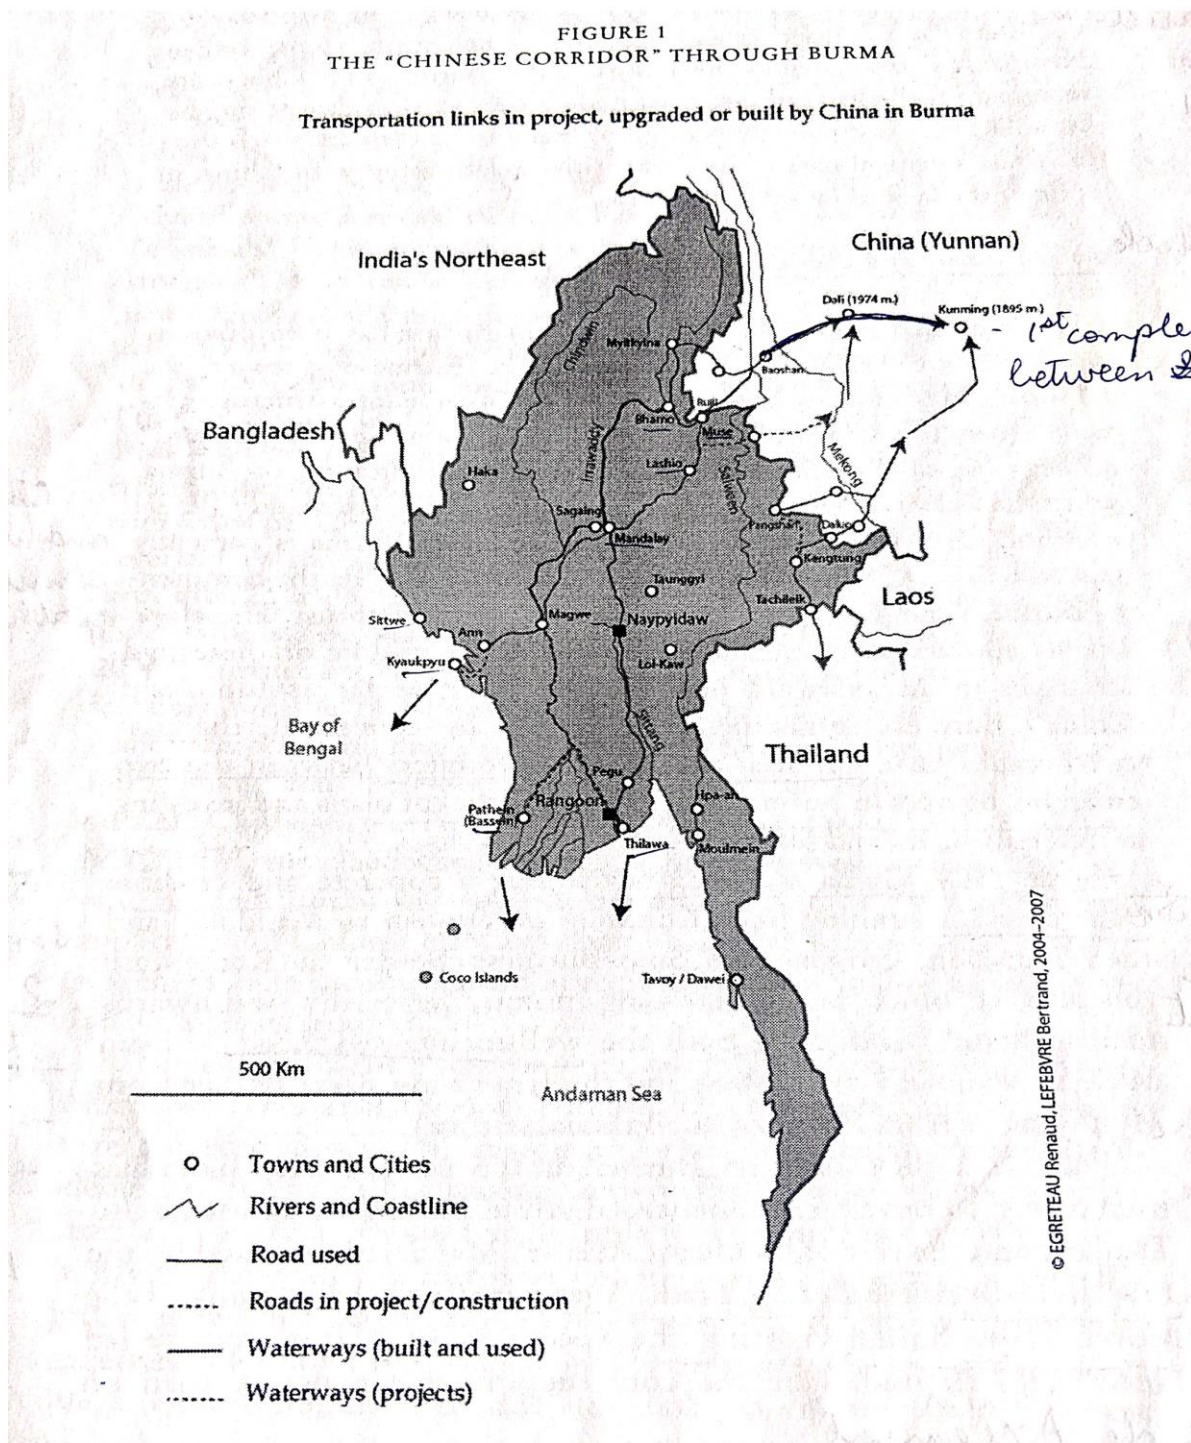 FIGURE 1
THE “CHINESE CORRIDOR” THROUGH BURMA
Transportation links in project, upgraded or built by China in Burma
India's Northeast
China (Yunnan)
Dali (1974 m.)
Kunming (1895 m.)
- 1st comple
between
Myitkyina
Chindwin
Baoshan
Ruili
Bhamo
Muse
Bangladesh
Irrawaddy
Lashio
Salween
Mekong
Haka
Sagaing
Mandalay
Pangshan
Daluo
Kengtung
Taunggyi
Tachileik
Laos
Sittwe
Magwe
Naypyidaw
Ann
Kyaukpyu
Loi-Kaw
Bay of
Bengal
Sittang
Thailand
Pegu
Rangoon
Hpa-an
Pathein
(Bassein)
Thilawa
Moulmein
Coco Islands
Tavoy / Dawei
500 Km
Andaman Sea
Towns and Cities
Rivers and Coastline
Road used
Roads in project/construction
Waterways (built and used)
Waterways (projects)
© EGRETEAU Renaud, LEFEBVRE Bertrand, 2004-2007